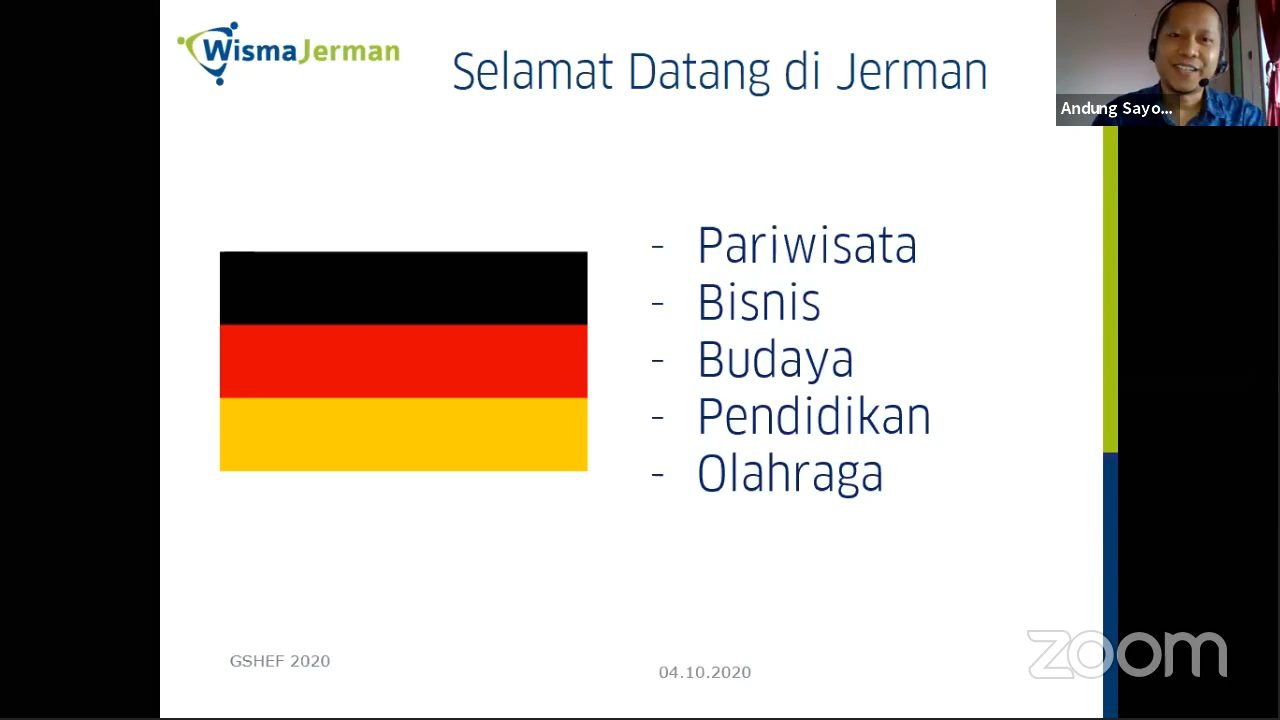 WismaJerman
Selamat Datang di Jerman
Andung Sayo...
- Pariwisata
- Bisnis
- Budaya
- Pendidikan
- Olahraga
GSHEF 2020
04.10.2020
zoom